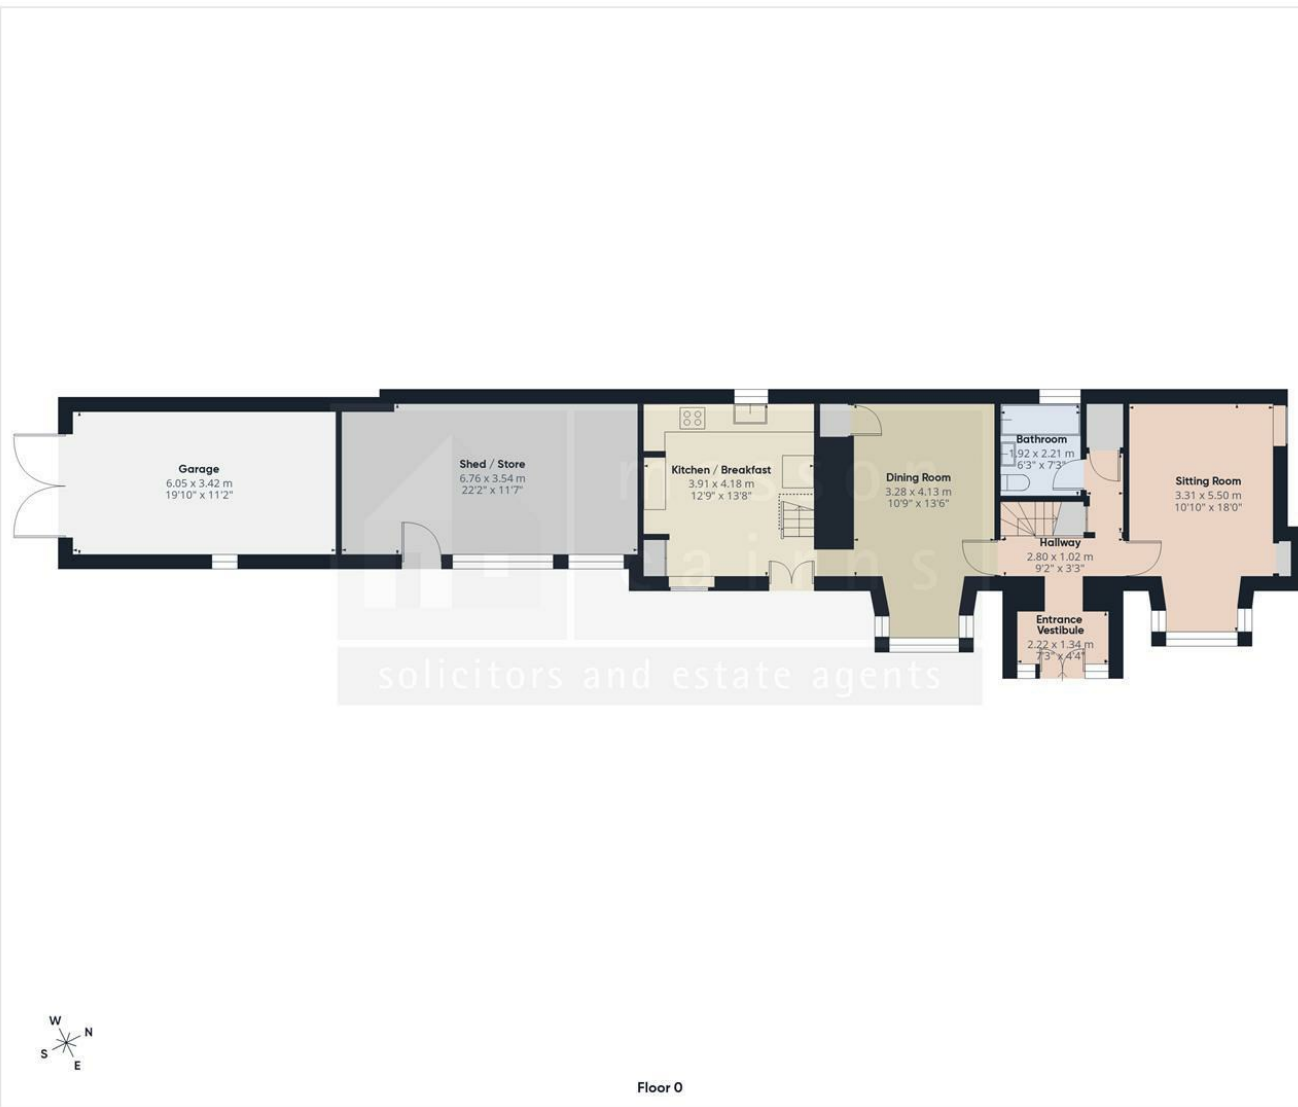 Garage
6.05 x 3.42 m
19'10" x 11'2"
Shed / Store
6.76 x 3.54 m
22'2" x 11'7"
Kitchen / Breakfast
3.91 x 4.18 m
12'9" x 13'8"
Dining Room
3.28 x 4.13 m
10'9" x 13'6"
Bathroom
1.92 x 2.21 m
6'3" x 7'3"
Hallway
2.80 x 1.02 m
9'2" x 3'3"
Entrance
Vestibule
2.22 x 1.34 m
7'3" x 4'4"
Sitting Room
3.31 x 5.50 m
10'10" x 18'0"
masson
cairns
solicitors and estate agents
W
N
S
E
Floor 0